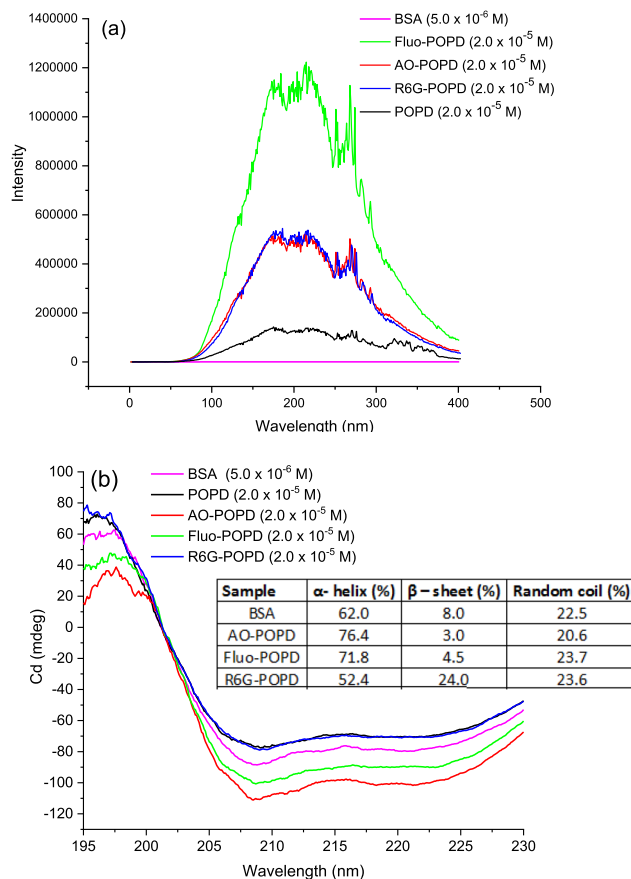 (a)
BSA (5.0 x 10⁻⁶ M)
Fluo-POPD (2.0 x 10⁻⁵ M)
AO-POPD (2.0 x 10⁻⁵ M)
R6G-POPD (2.0 x 10⁻⁵ M)
POPD (2.0 x 10⁻⁵ M)
1400000
1200000
1000000
800000
600000
400000
200000
0
Intensity
0 100 200 300 400 500
Wavelength (nm)
(b)
BSA (5.0 x 10⁻⁶ M)
POPD (2.0 x 10⁻⁵ M)
AO-POPD (2.0 x 10⁻⁵ M)
Fluo-POPD (2.0 x 10⁻⁵ M)
R6G-POPD (2.0 x 10⁻⁵ M)
100
80
60
40
20
0
-20
-40
-60
-80
-100
-120
Cd (mdeg)
Sample α- helix (%) β – sheet (%) Random coil (%)
BSA 62.0 8.0 22.5
AO-POPD 76.4 3.0 20.6
Fluo-POPD 71.8 4.5 23.7
R6G-POPD 52.4 24.0 23.6
195 200 205 210 215 220 225 230
Wavelength (nm)